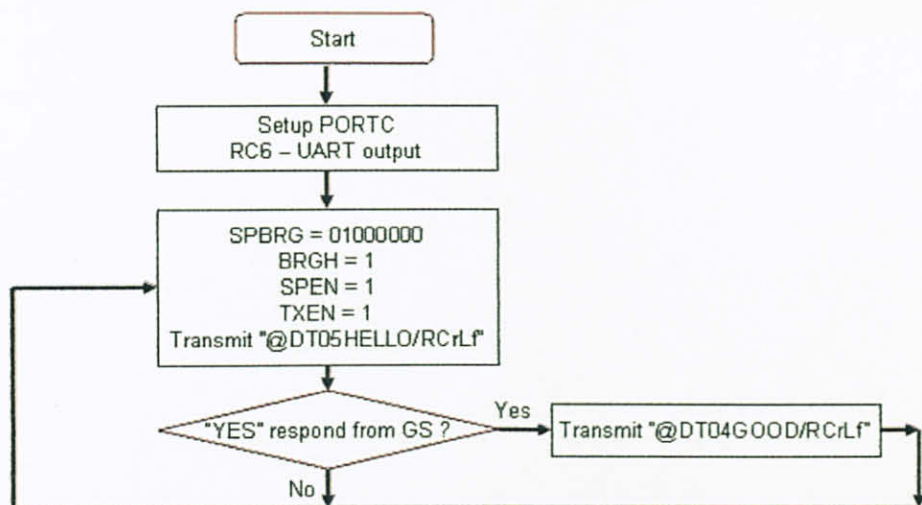 Start
Setup PORTC
RC6 – UART output
SPBRG = 01000000
BRGH = 1
SPEN = 1
TXEN = 1
Transmit "@DT05HELLO/RCrLf"
"YES" respond from GS ?
Yes
Transmit "@DT04GOOD/RCrLf"
No